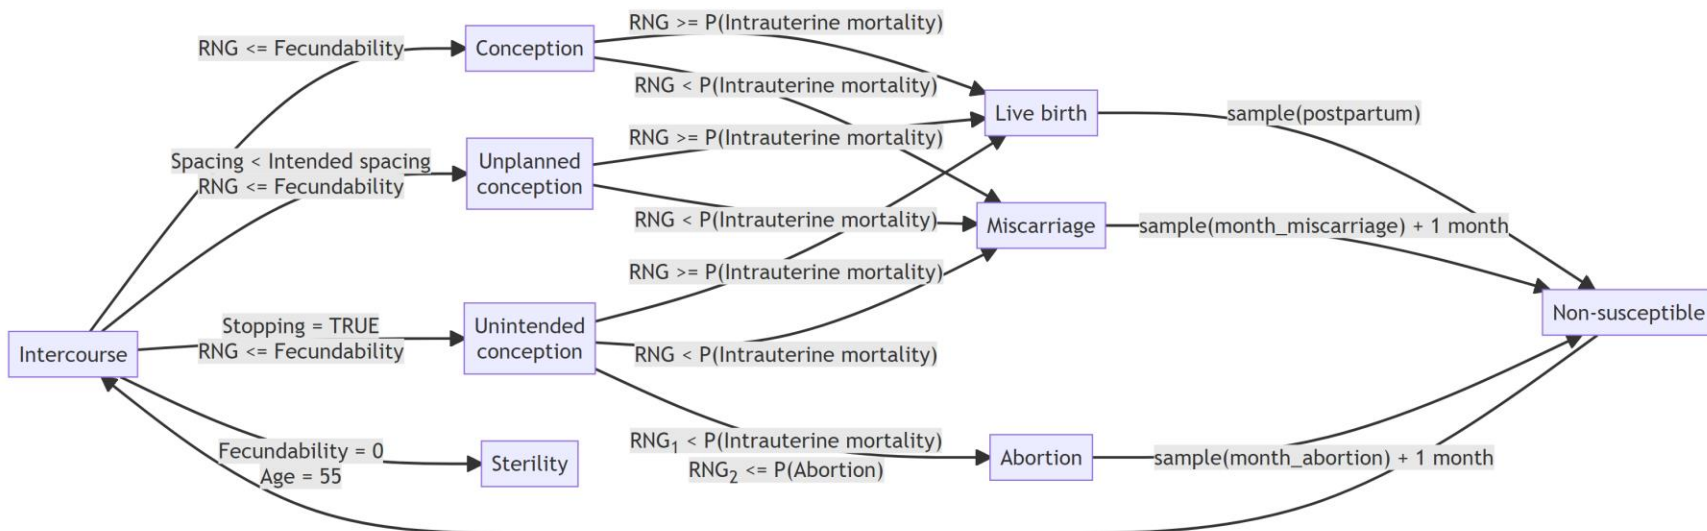 RNG >= P(Intrauterine mortality)
RNG <= Fecundability
Conception
RNG < P(Intrauterine mortality)
Live birth
sample(postpartum)
RNG >= P(Intrauterine mortality)
Spacing < Intended spacing
RNG <= Fecundability
Unplanned
conception
RNG < P(Intrauterine mortality)
Miscarriage
sample(month_miscarriage) + 1 month
RNG >= P(Intrauterine mortality)
Non-susceptible
Stopping = TRUE
RNG <= Fecundability
Unintended
conception
Intercourse
RNG < P(Intrauterine mortality)
RNG₁ < P(Intrauterine mortality)
RNG₂ <= P(Abortion)
Abortion
sample(month_abortion) + 1 month
Fecundability = 0
Age = 55
Sterility